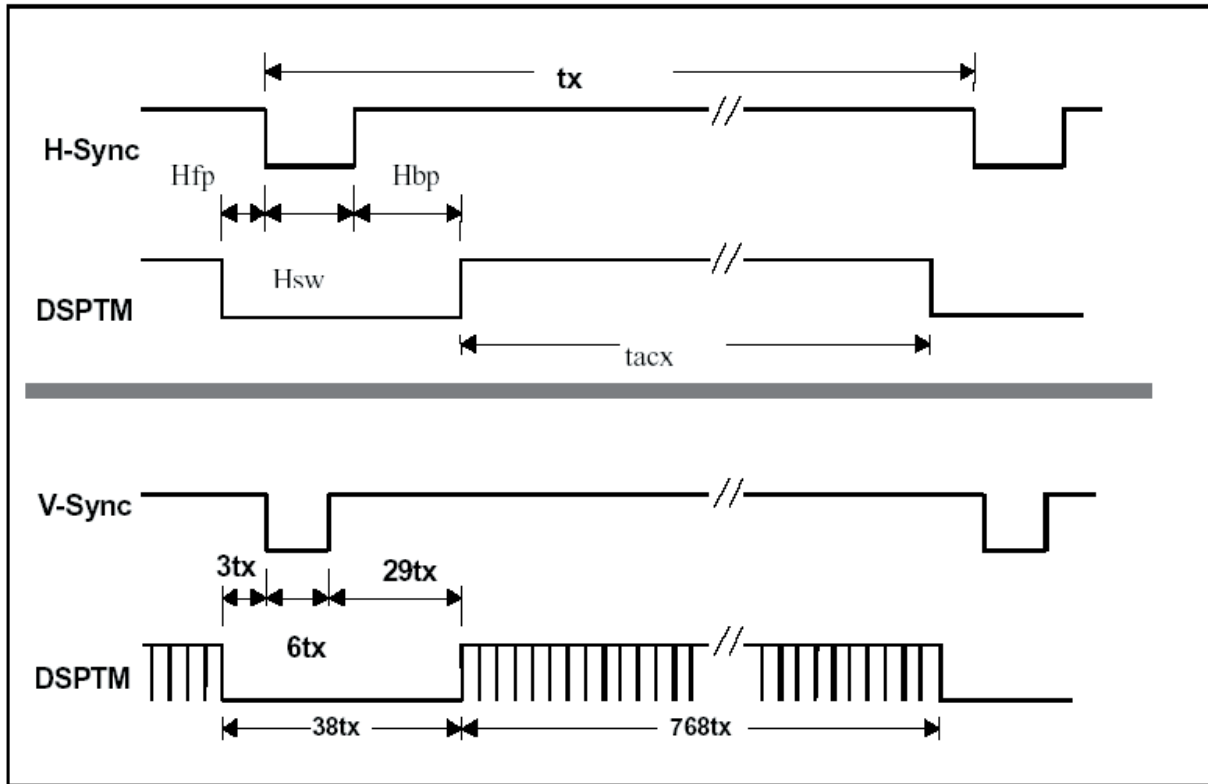 tx
H-Sync
Hfp
Hbp
Hsw
DSPTM
tacx
V-Sync
3tx
29tx
6tx
DSPTM
38tx
768tx